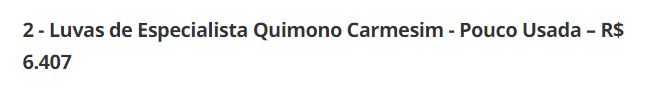 2 - Luvas de Especialista Quimono Carmesim - Pouco Usada – R$
6.407